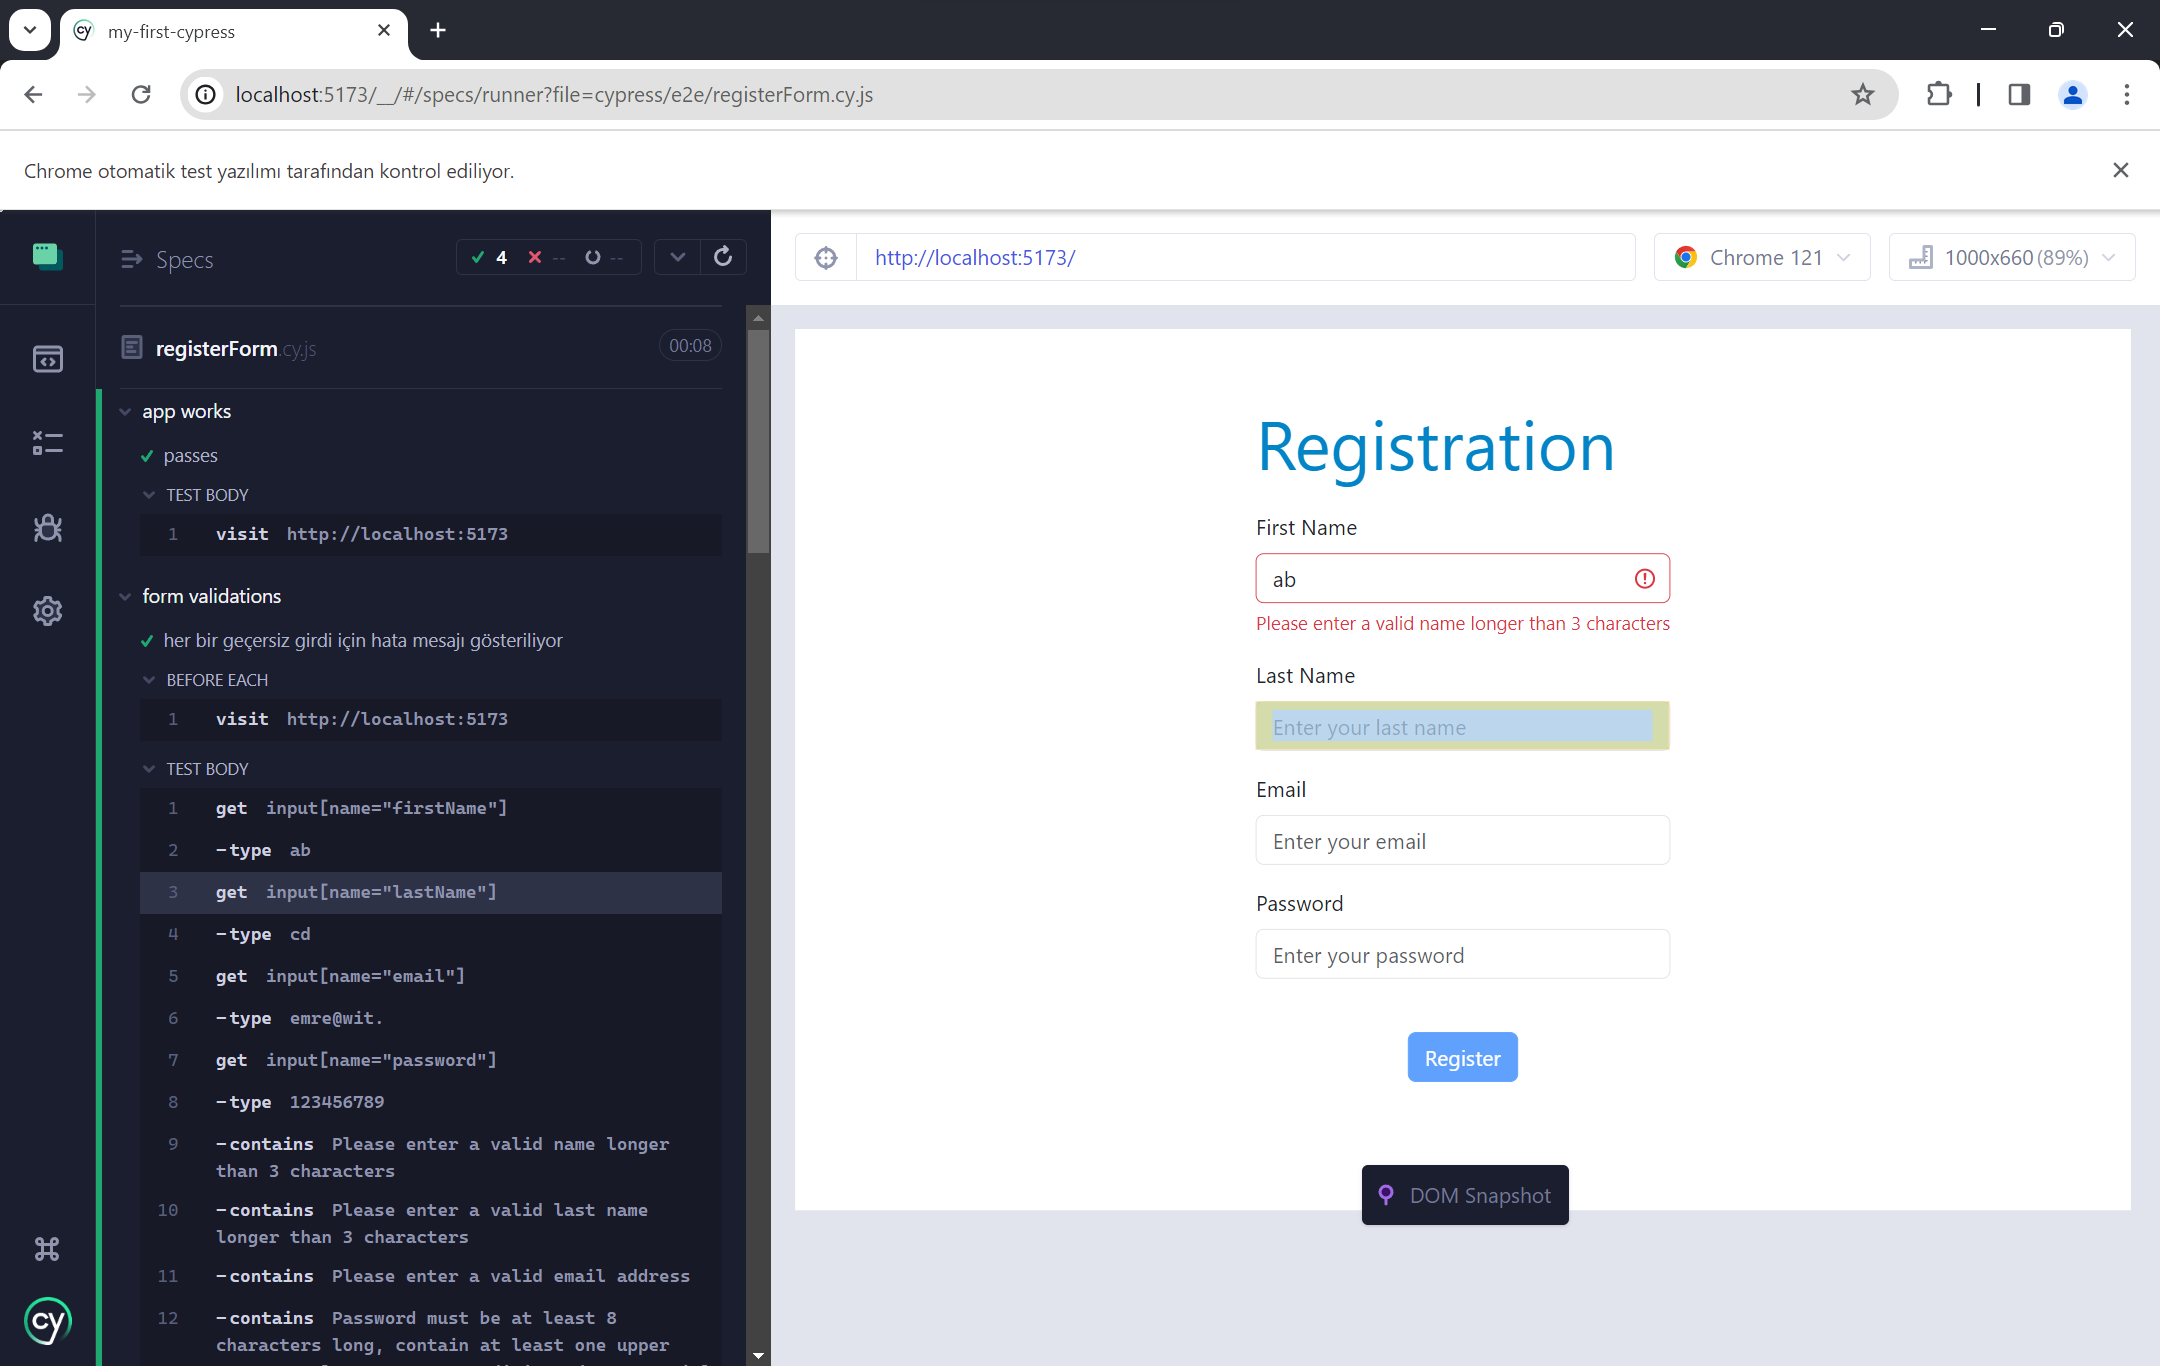 my-first-cypress
localhost:5173/__/#/specs/runner?file=cypress/e2e/registerForm.cy.js
Chrome otomatik test yazılımı tarafından kontrol ediliyor.
Specs
4 -- --
http://localhost:5173/
Chrome 121
1000x660 (89%)
registerForm.cy.js
00:08
app works
passes
TEST BODY
1 visit http://localhost:5173
form validations
her bir geçersiz girdi için hata mesajı gösteriliyor
BEFORE EACH
1 visit http://localhost:5173
TEST BODY
1 get input[name="firstName"]
2 -type ab
3 get input[name="lastName"]
4 -type cd
5 get input[name="email"]
6 -type emre@wit.
7 get input[name="password"]
8 -type 123456789
9 -contains Please enter a valid name longer
than 3 characters
10 -contains Please enter a valid last name
longer than 3 characters
11 -contains Please enter a valid email address
12 -contains Password must be at least 8
characters long, contain at least one upper
cy
Registration
First Name
ab
Please enter a valid name longer than 3 characters
Last Name
Enter your last name
Email
Enter your email
Password
Enter your password
Register
DOM Snapshot